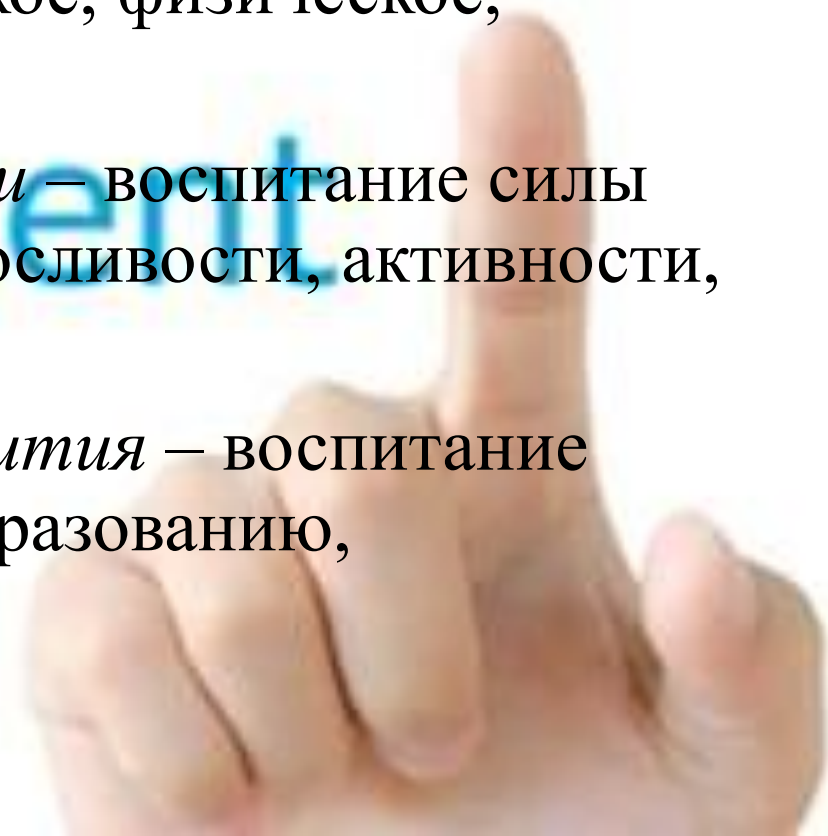 кое, физическое,
и – воспитание силы
ent
осливости, активности,
ития – воспитание
разованию,